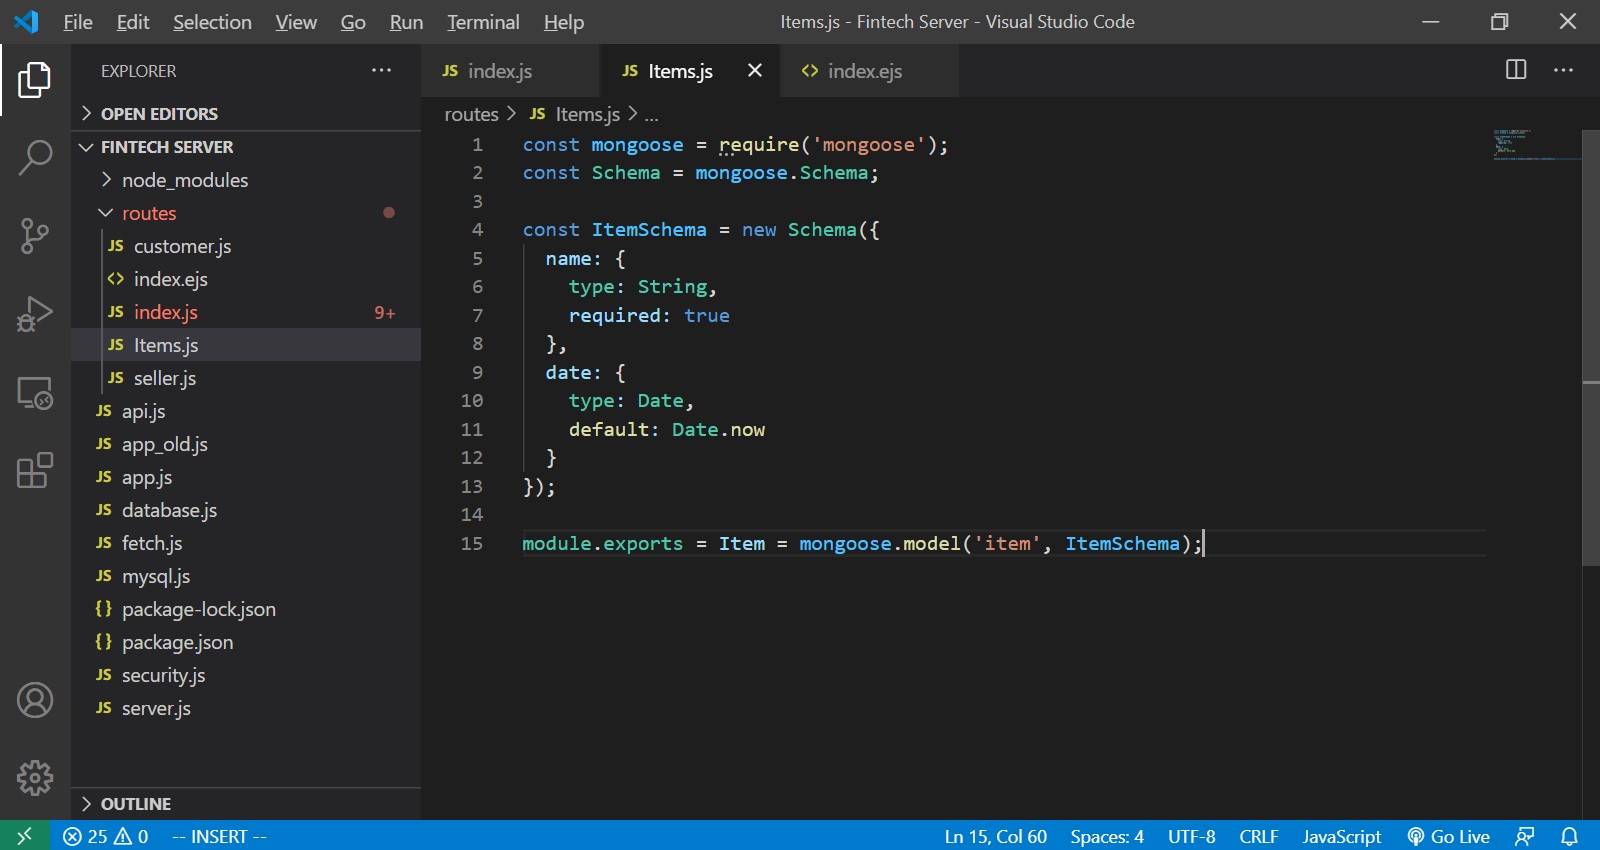 File Edit Selection View Go Run Terminal Help Items.js - Fintech Server - Visual Studio Code
EXPLORER
OPEN EDITORS
FINTECH SERVER
node_modules
routes
JS customer.js
<> index.ejs
JS index.js 9+
JS Items.js
JS seller.js
JS api.js
JS app_old.js
JS app.js
JS database.js
JS fetch.js
JS mysql.js
{} package-lock.json
{} package.json
JS security.js
JS server.js
OUTLINE
JS index.js JS Items.js <> index.ejs
routes > JS Items.js > ...
1 const mongoose = require('mongoose');
2 const Schema = mongoose.Schema;
3
4 const ItemSchema = new Schema({
5 name: {
6 type: String,
7 required: true
8 },
9 date: {
10 type: Date,
11 default: Date.now
12 }
13 });
14
15 module.exports = Item = mongoose.model('item', ItemSchema);
25 0 -- INSERT -- Ln 15, Col 60 Spaces: 4 UTF-8 CRLF JavaScript Go Live